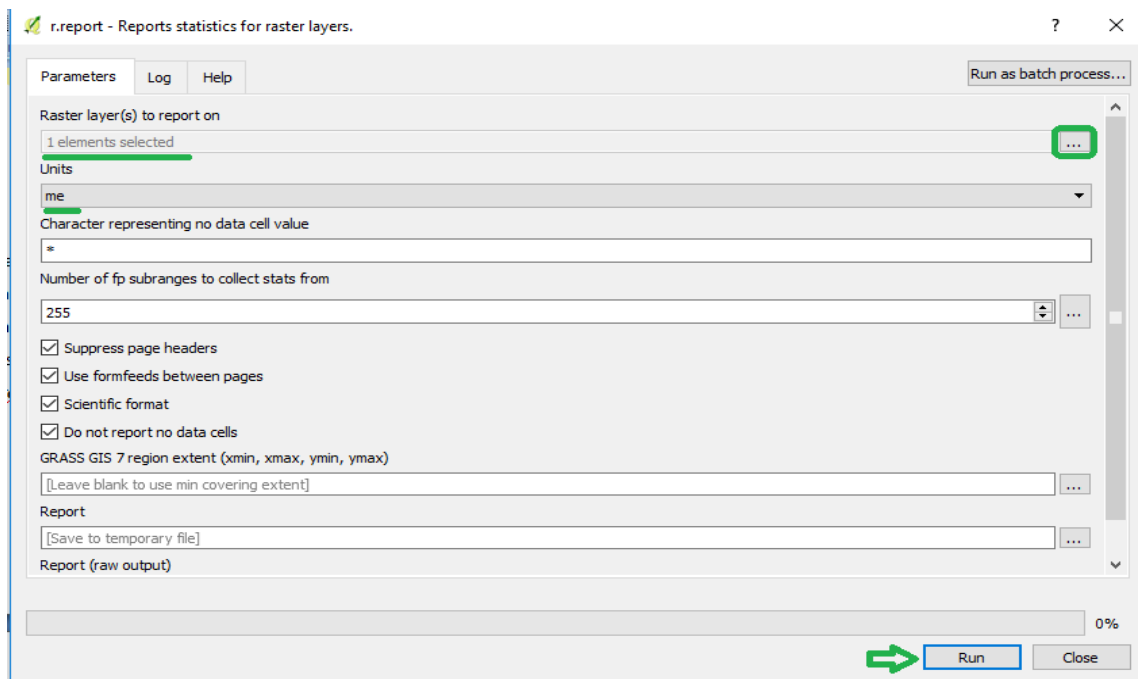 r.report - Reports statistics for raster layers.
?
Parameters Log Help Run as batch process...
Raster layer(s) to report on
1 elements selected ...
Units
me
Character representing no data cell value
*
Number of fp subranges to collect stats from
255 ...
Suppress page headers
Use formfeeds between pages
Scientific format
Do not report no data cells
GRASS GIS 7 region extent (xmin, xmax, ymin, ymax)
[Leave blank to use min covering extent] ...
Report
[Save to temporary file] ...
Report (raw output)
0%
Run Close